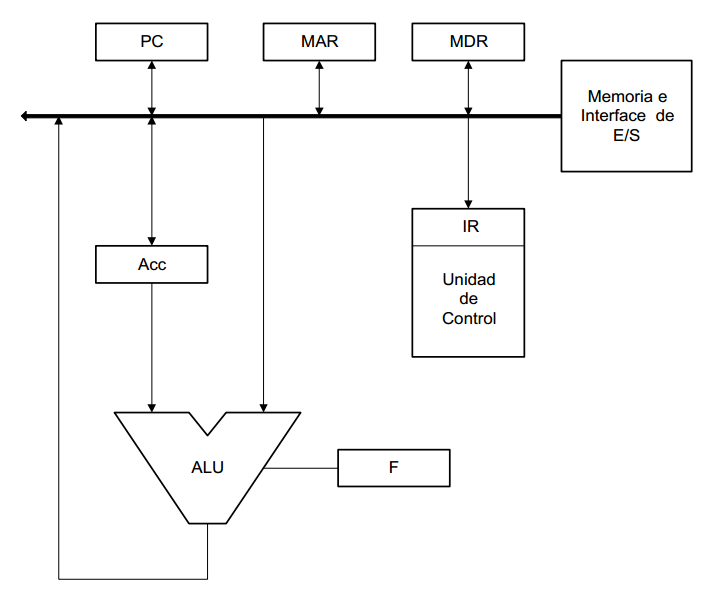 PC
MAR
MDR
Memoria e
Interface de
E/S
IR
Unidad
de
Control
Acc
ALU
F